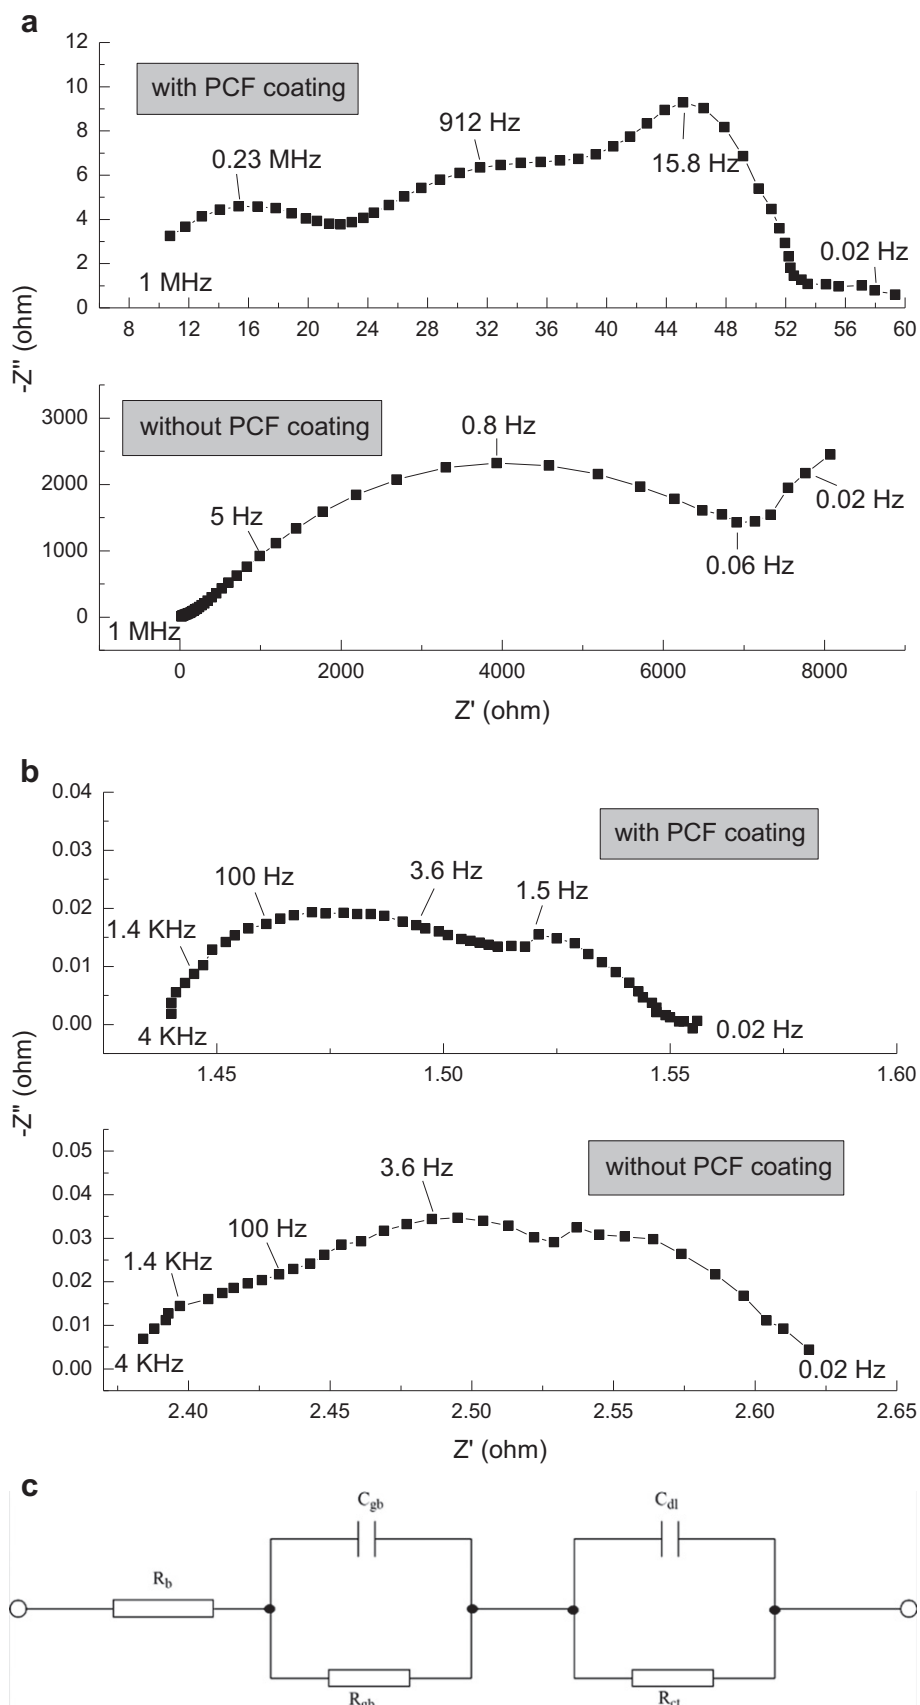 a
12
with PCF coating
10
912 Hz
8
0.23 MHz
15.8 Hz
6
4
0.02 Hz
2
1 MHz
0
8 12 16 20 24 28 32 36 40 44 48 52 56 60
-Z" (ohm)
without PCF coating
3000
0.8 Hz
2000
0.02 Hz
5 Hz
1000
0.06 Hz
0
1 MHz
0 2000 4000 6000 8000
Z' (ohm)
b
0.04
with PCF coating
0.03
3.6 Hz
100 Hz
1.5 Hz
0.02
1.4 KHz
0.01
0.00
4 KHz
0.02 Hz
1.45 1.50 1.55 1.60
-Z" (ohm)
0.05
without PCF coating
3.6 Hz
0.04
100 Hz
0.03
1.4 KHz
0.02
0.01
0.00
4 KHz
0.02 Hz
2.40 2.45 2.50 2.55 2.60 2.65
Z' (ohm)
c
Cgb Cdl
Rb
Rgb Rct